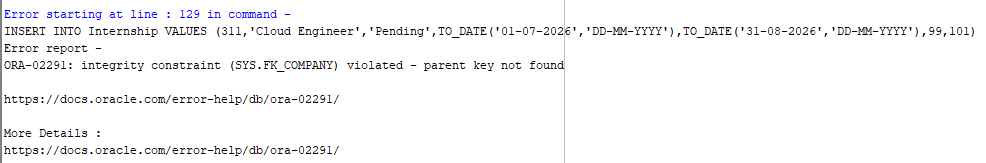 Error starting at line : 129 in command -
INSERT INTO Internship VALUES (311,'Cloud Engineer','Pending',TO_DATE('01-07-2026','DD-MM-YYYY'),TO_DATE('31-08-2026','DD-MM-YYYY'),99,101)
Error report -
ORA-02291: integrity constraint (SYS.FK_COMPANY) violated - parent key not found
https://docs.oracle.com/error-help/db/ora-02291/
More Details :
https://docs.oracle.com/error-help/db/ora-02291/